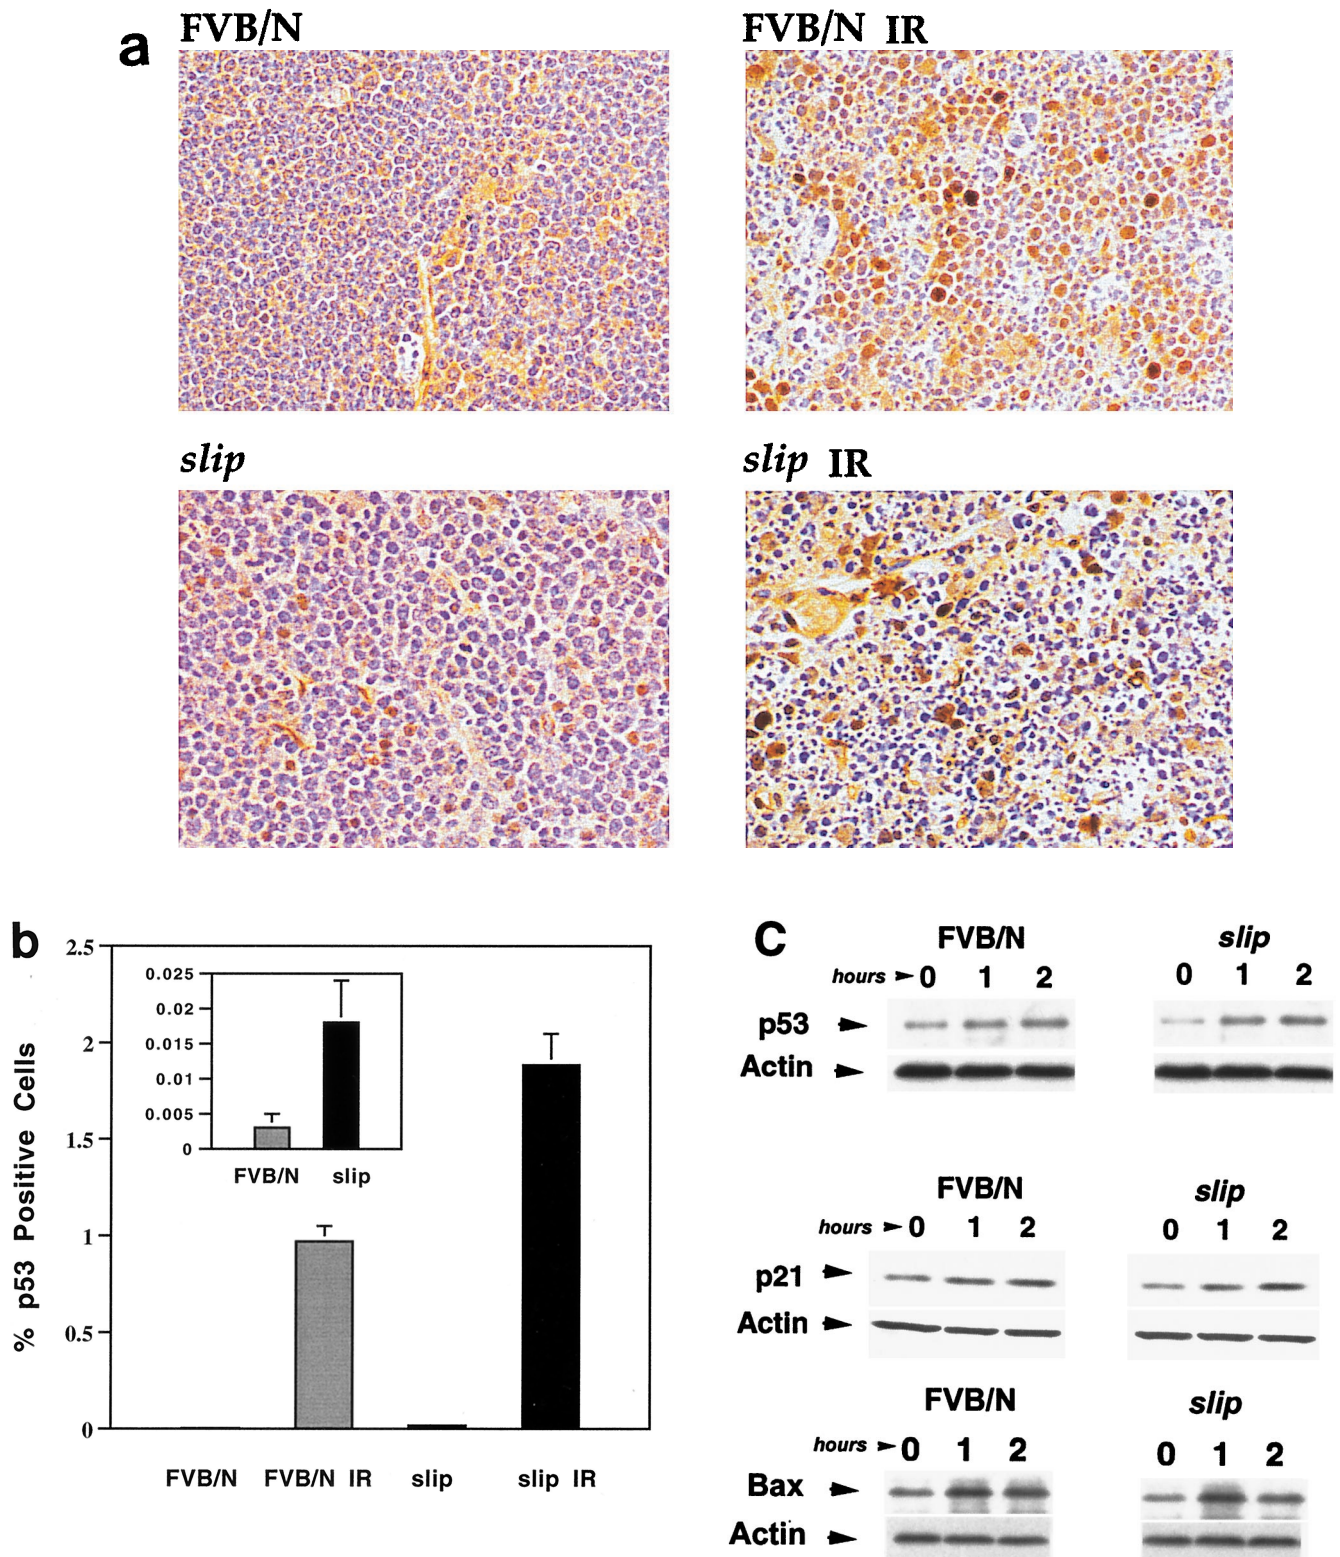 a
FVB/N
FVB/N IR
slip
slip IR
b
% p53 Positive Cells
2.5
2
1.5
1
0.5
0
0.025
0.02
0.015
0.01
0.005
0
FVB/N slip
FVB/N FVB/N IR slip slip IR
C
FVB/N slip
hours 0 1 2 0 1 2
p53
Actin
FVB/N slip
hours 0 1 2 0 1 2
p21
Actin
FVB/N slip
hours 0 1 2 0 1 2
Bax
Actin